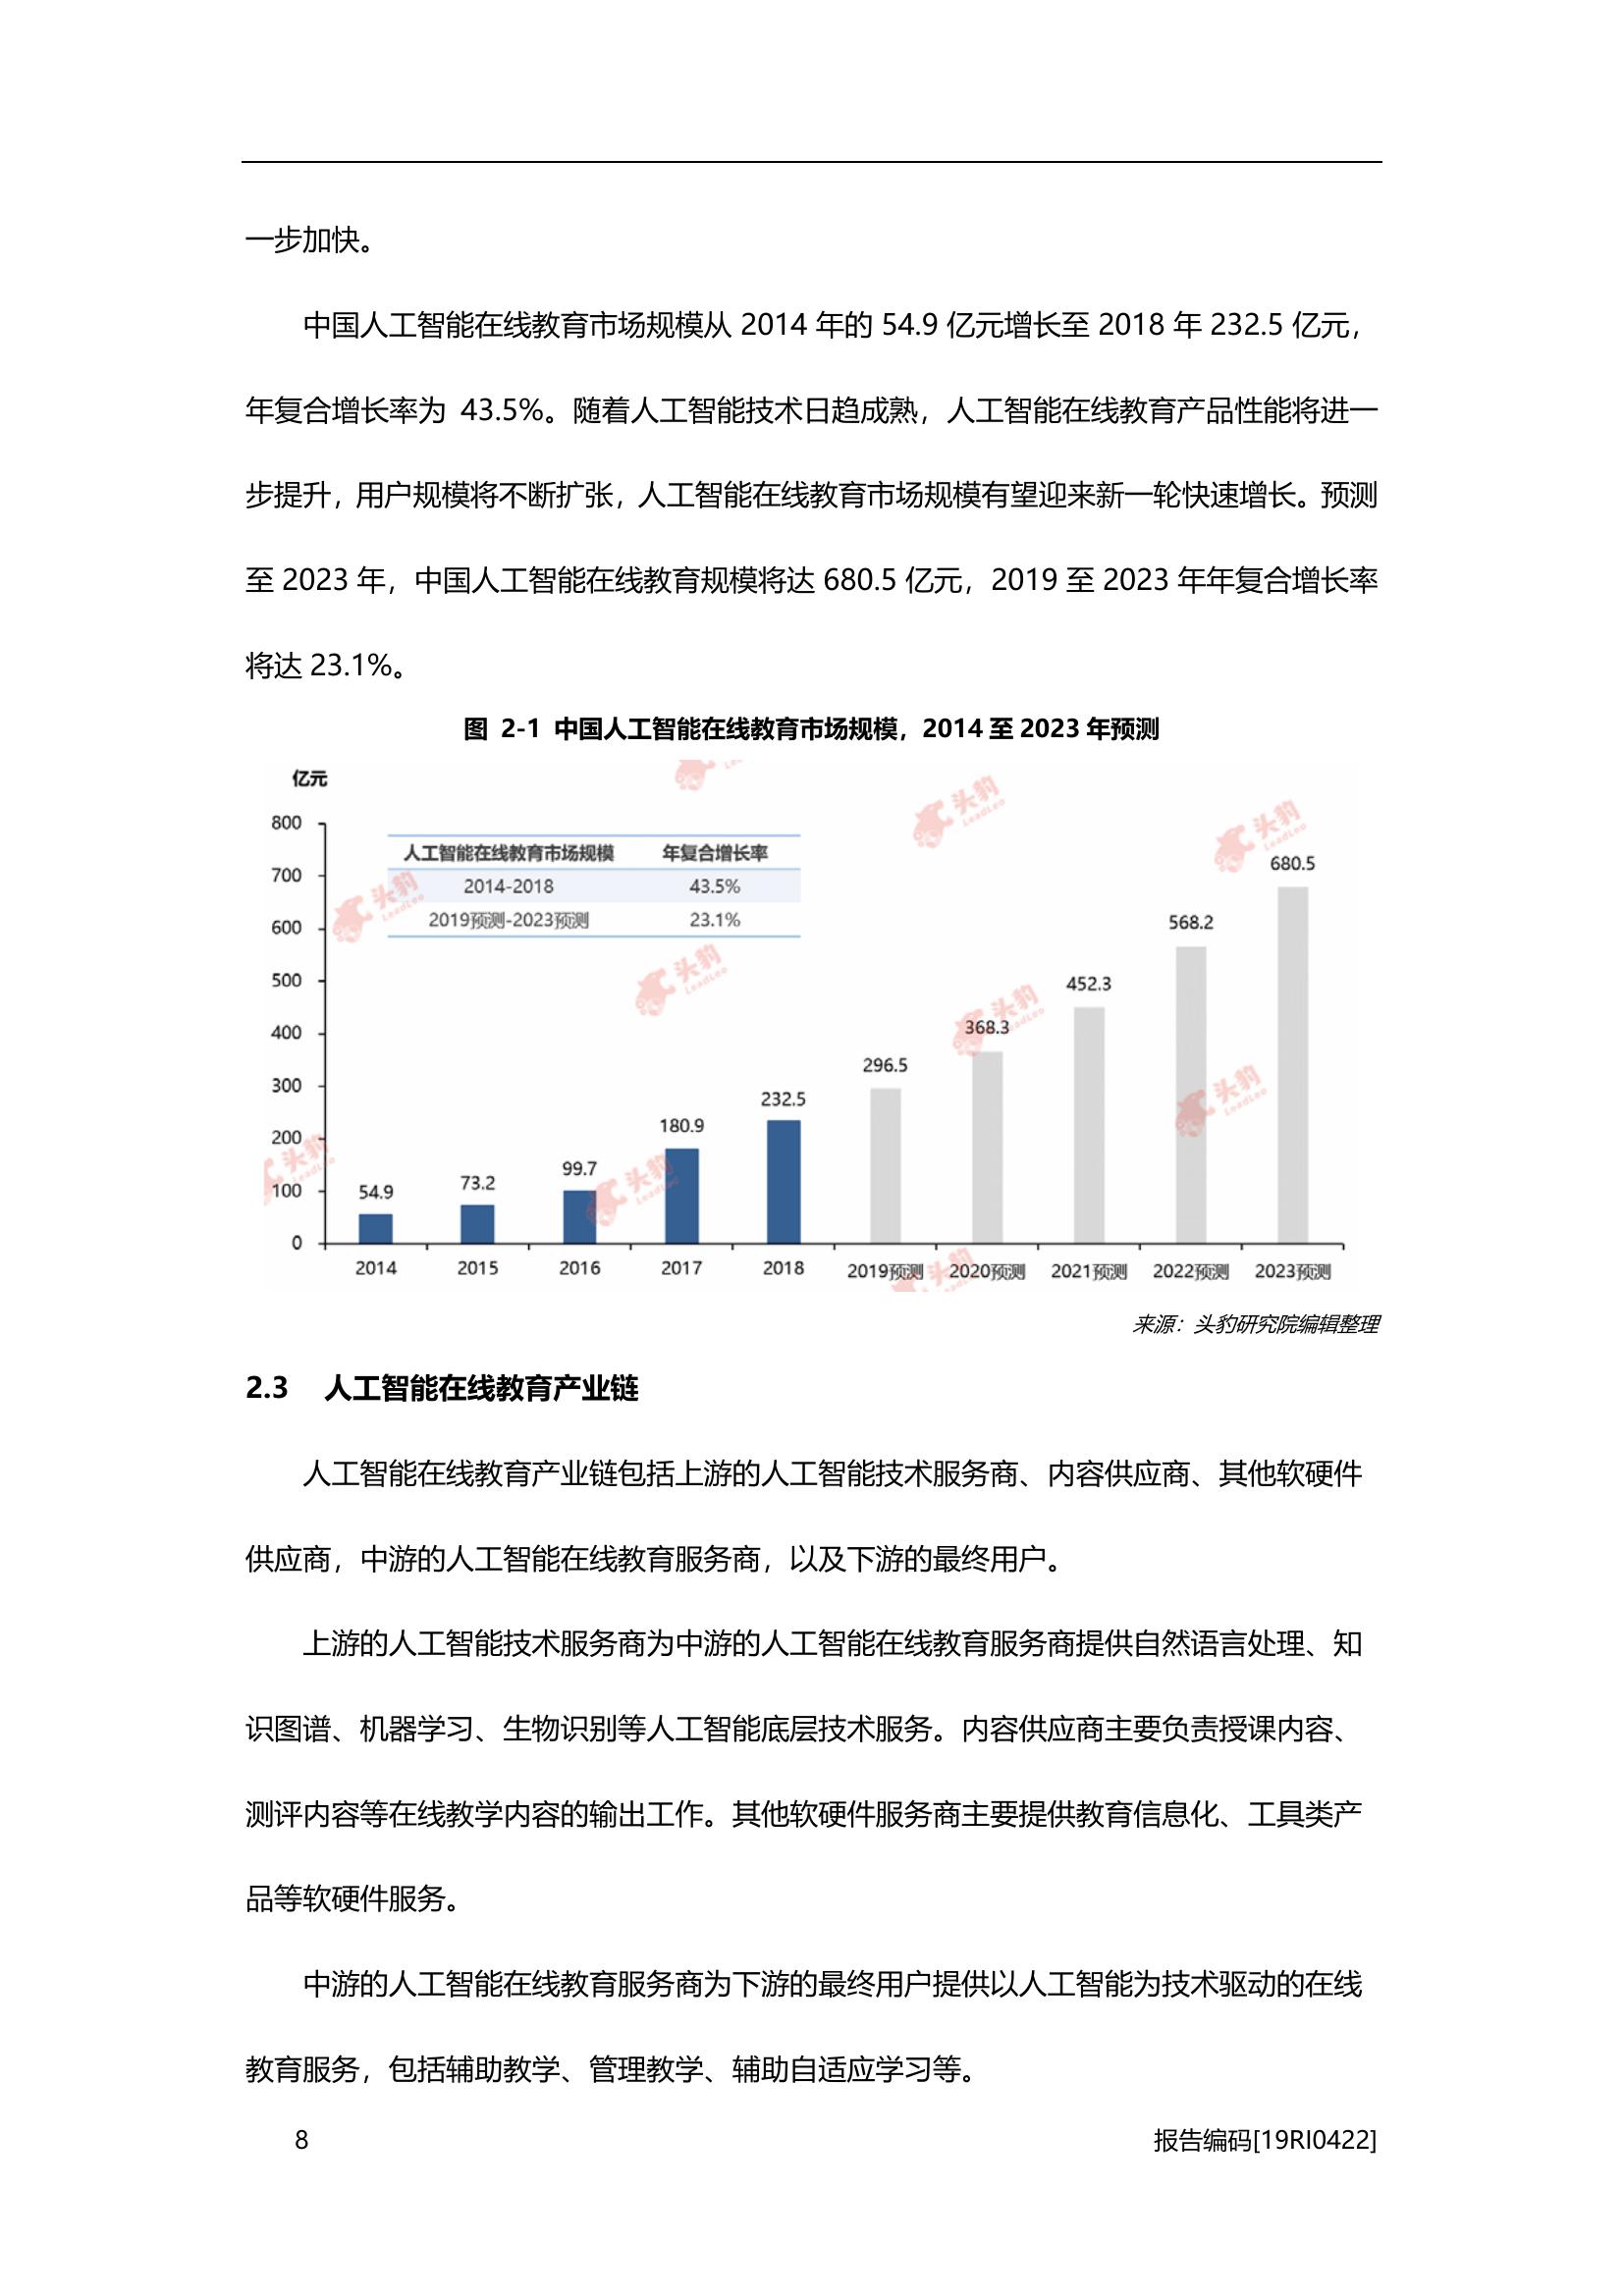 一步加快。
中国人工智能在线教育市场规模从 2014 年的 54.9 亿元增长至 2018 年 232.5 亿元，
年复合增长率为 43.5%。随着人工智能技术日趋成熟，人工智能在线教育产品性能将进一
步提升，用户规模将不断扩张，人工智能在线教育市场规模有望迎来新一轮快速增长。预测
至 2023 年，中国人工智能在线教育规模将达 680.5 亿元，2019 至 2023 年年复合增长率
将达 23.1%。
图 2-1 中国人工智能在线教育市场规模，2014 至 2023 年预测
亿元
800
700
600
500
400
300
200
100
0
人工智能在线教育市场规模 年复合增长率
2014-2018 43.5%
2019预测-2023预测 23.1%
54.9
73.2
99.7
180.9
232.5
296.5
368.3
452.3
568.2
680.5
2014 2015 2016 2017 2018 2019预测 2020预测 2021预测 2022预测 2023预测
头豹
LeadLeo
头豹
LeadLeo
头豹
LeadLeo
头豹
LeadLeo
头豹
LeadLeo
头豹
LeadLeo
头豹
LeadLeo
头豹
LeadLeo
头豹
来源：头豹研究院编辑整理
2.3 人工智能在线教育产业链
人工智能在线教育产业链包括上游的人工智能技术服务商、内容供应商、其他软硬件
供应商，中游的人工智能在线教育服务商，以及下游的最终用户。
上游的人工智能技术服务商为中游的人工智能在线教育服务商提供自然语言处理、知
识图谱、机器学习、生物识别等人工智能底层技术服务。内容供应商主要负责授课内容、
测评内容等在线教学内容的输出工作。其他软硬件服务商主要提供教育信息化、工具类产
品等软硬件服务。
中游的人工智能在线教育服务商为下游的最终用户提供以人工智能为技术驱动的在线
教育服务，包括辅助教学、管理教学、辅助自适应学习等。
8 报告编码[19RI0422]